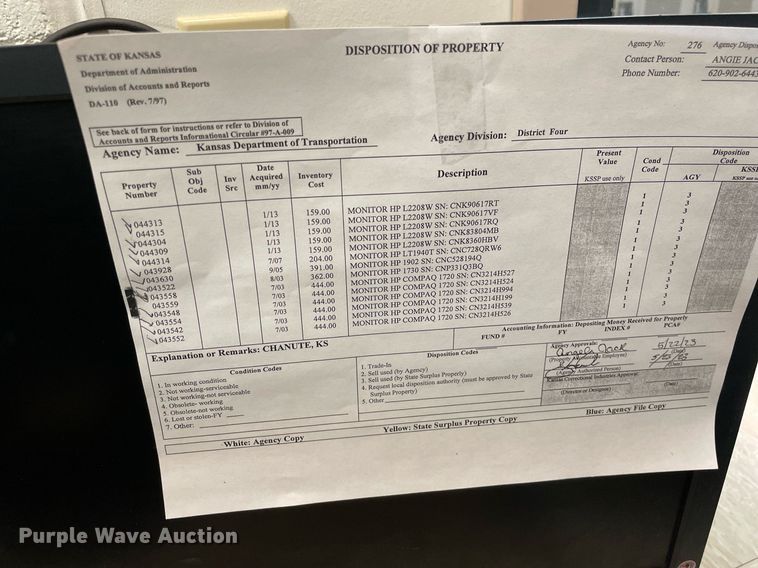 STATE OF KANSAS
Department of Administration
Division of Accounts and Reports
DA-110 (Rev. 7/97)
DISPOSITION OF PROPERTY
Agency No: 276 Agency Dispo
Contact Person: ANGIE JAC
Phone Number: 620-902-644
See back of form for instructions or refer to Division of
Accounts and Reports Informational Circular #97-A-009
Agency Name: Kansas Department of Transportation
Agency Division: District Four
Property Number Sub Obj Code Inv Src Date Acquired mm/yy Inventory Cost Description Present Value KSSP use only Cond Code Disposition Code AGY KSS
044313 1/13 159.00 MONITOR HP L2208W SN: CNK90617RT 1 3
044315 1/13 159.00 MONITOR HP L2208W SN: CNK90617VF 1 3
044304 1/13 159.00 MONITOR HP L2208W SN: CNK90617RQ 1 3
044309 1/13 159.00 MONITOR HP L2208W SN: CNK83804MB 1 3
044314 1/13 159.00 MONITOR HP L2208W SN: CNK8360HBV 1 3
043928 7/07 204.00 MONITOR HP LT1940T SN: CNC728QRW6 1 3
043630 9/05 391.00 MONITOR HP 1902 SN: CNC528194Q 1 3
043522 8/03 362.00 MONITOR HP 1730 SN: CNP331Q3BQ 1 3
043558 7/03 444.00 MONITOR HP COMPAQ 1720 SN: CN3214H527 1 3
043559 7/03 444.00 MONITOR HP COMPAQ 1720 SN: CN3214H524 1 3
043548 7/03 444.00 MONITOR HP COMPAQ 1720 SN: CN3214H994 1 3
043554 7/03 444.00 MONITOR HP COMPAQ 1720 SN: CN3214H199 1 3
043542 7/03 444.00 MONITOR HP COMPAQ 1720 SN: CN3214H539 1 3
043552 7/03 444.00 MONITOR HP COMPAQ 1720 SN: CN3214H526 1 3
Explanation or Remarks: CHANUTE, KS
Accounting Information: Depositing Money Received for Property
FUND # FY INDEX # PCA#
Condition Codes
1. In working condition
2. Not working-serviceable
3. Not working-not serviceable
4. Obsolete- working
5. Obsolete-not working
6. Lost or stolen-FY
7. Other:
Disposition Codes
1. Trade-In
2. Sell used (by Agency)
3. Sell used (by State Surplus Property)
4. Request local disposition authority (must be approved by State
Surplus Property)
5. Other
Agency Approvals:
5/22/23
(Date)
(Date)
(Agency Authorized Person)
Kansas Correctional Industries Approval:
(Director or Designee) (Date)
White: Agency Copy
Yellow: State Surplus Property Copy
Blue: Agency File Copy
Purple Wave Auction